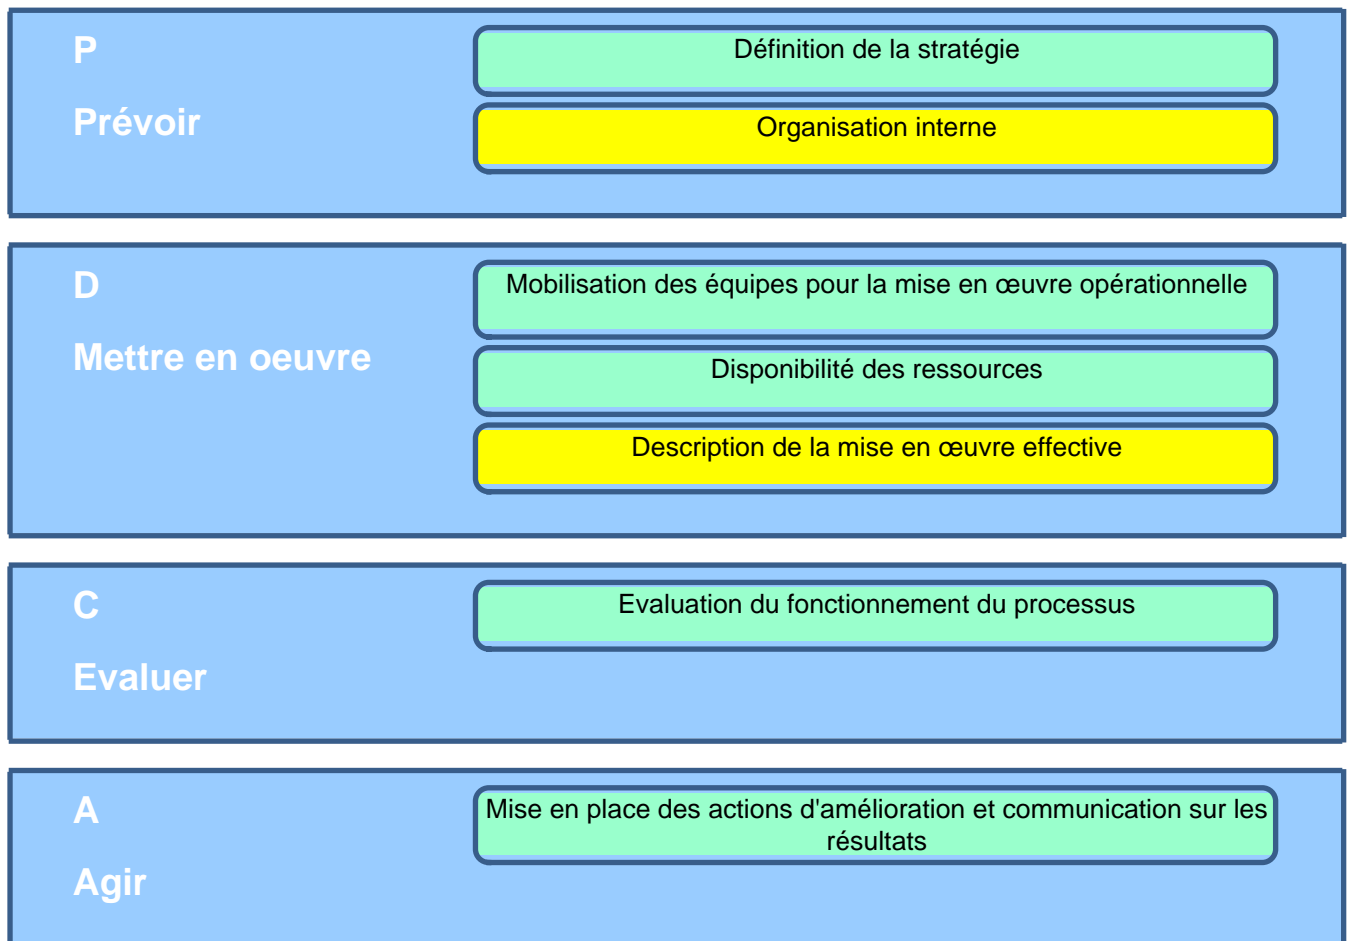 P
Prévoir
Définition de la stratégie
Organisation interne
D
Mettre en oeuvre
Mobilisation des équipes pour la mise en œuvre opérationnelle
Disponibilité des ressources
Description de la mise en œuvre effective
C
Evaluer
Evaluation du fonctionnement du processus
A
Agir
Mise en place des actions d'amélioration et communication sur les
résultats